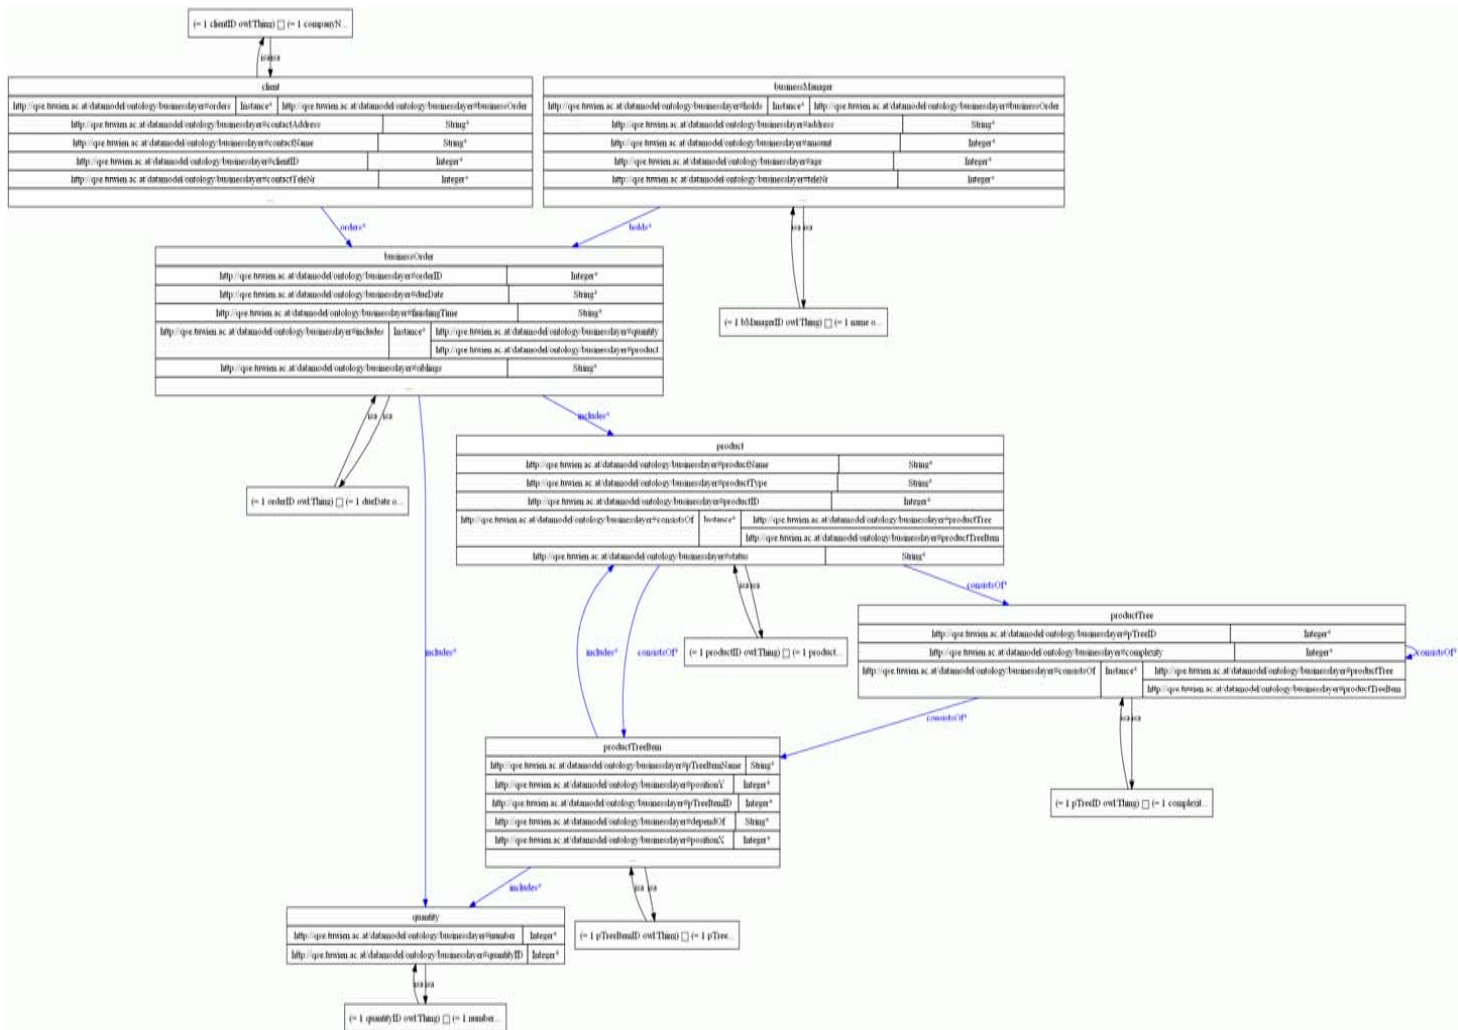 (= 1 clientID owl:Thing) □ (= 1 companyN...
isa isa
client
http://qse.tuwien.ac.at/datamodel/ontology/businesslayer#orders Instance* http://qse.tuwien.ac.at/datamodel/ontology/businesslayer#businessOrder
http://qse.tuwien.ac.at/datamodel/ontology/businesslayer#contactAddress String*
http://qse.tuwien.ac.at/datamodel/ontology/businesslayer#contactName String*
http://qse.tuwien.ac.at/datamodel/ontology/businesslayer#clientID Integer*
http://qse.tuwien.ac.at/datamodel/ontology/businesslayer#contactTeleNr Integer*
...
businessManager
http://qse.tuwien.ac.at/datamodel/ontology/businesslayer#holds Instance* http://qse.tuwien.ac.at/datamodel/ontology/businesslayer#businessOrder
http://qse.tuwien.ac.at/datamodel/ontology/businesslayer#address String*
http://qse.tuwien.ac.at/datamodel/ontology/businesslayer#amount Integer*
http://qse.tuwien.ac.at/datamodel/ontology/businesslayer#age Integer*
http://qse.tuwien.ac.at/datamodel/ontology/businesslayer#teleNr Integer*
...
orders*
holds*
isa isa
businessOrder
http://qse.tuwien.ac.at/datamodel/ontology/businesslayer#orderID Integer*
http://qse.tuwien.ac.at/datamodel/ontology/businesslayer#dueDate String*
http://qse.tuwien.ac.at/datamodel/ontology/businesslayer#finishingTime String*
http://qse.tuwien.ac.at/datamodel/ontology/businesslayer#includes Instance* http://qse.tuwien.ac.at/datamodel/ontology/businesslayer#quantity
http://qse.tuwien.ac.at/datamodel/ontology/businesslayer#product
http://qse.tuwien.ac.at/datamodel/ontology/businesslayer#siblings String*
...
(= 1 bManagerID owl:Thing) □ (= 1 name o...
isa isa
includes*
(= 1 orderID owl:Thing) □ (= 1 dueDate o...
product
http://qse.tuwien.ac.at/datamodel/ontology/businesslayer#productName String*
http://qse.tuwien.ac.at/datamodel/ontology/businesslayer#productType String*
http://qse.tuwien.ac.at/datamodel/ontology/businesslayer#productID Integer*
http://qse.tuwien.ac.at/datamodel/ontology/businesslayer#consistsOf Instance* http://qse.tuwien.ac.at/datamodel/ontology/businesslayer#productTree
http://qse.tuwien.ac.at/datamodel/ontology/businesslayer#productTreeItem
http://qse.tuwien.ac.at/datamodel/ontology/businesslayer#status String*
isa isa
consistsOf*
includes*
includes*
consistsOf*
(= 1 productID owl:Thing) □ (= 1 product...
productTree
http://qse.tuwien.ac.at/datamodel/ontology/businesslayer#pTreeID Integer*
http://qse.tuwien.ac.at/datamodel/ontology/businesslayer#complexity Integer*
http://qse.tuwien.ac.at/datamodel/ontology/businesslayer#consistsOf Instance* http://qse.tuwien.ac.at/datamodel/ontology/businesslayer#productTree
http://qse.tuwien.ac.at/datamodel/ontology/businesslayer#productTreeItem
consistsOf*
consistsOf*
isa isa
productTreeItem
http://qse.tuwien.ac.at/datamodel/ontology/businesslayer#pTreeItemName String*
http://qse.tuwien.ac.at/datamodel/ontology/businesslayer#positionY Integer*
http://qse.tuwien.ac.at/datamodel/ontology/businesslayer#pTreeItemID Integer*
http://qse.tuwien.ac.at/datamodel/ontology/businesslayer#dependOf String*
http://qse.tuwien.ac.at/datamodel/ontology/businesslayer#positionX Integer*
...
(= 1 pTreeID owl:Thing) □ (= 1 complexit...
includes*
isa isa
quantity
http://qse.tuwien.ac.at/datamodel/ontology/businesslayer#number Integer*
http://qse.tuwien.ac.at/datamodel/ontology/businesslayer#quantityID Integer*
(= 1 pTreeItemID owl:Thing) □ (= 1 pTree...
isa isa
(= 1 quantityID owl:Thing) □ (= 1 number...